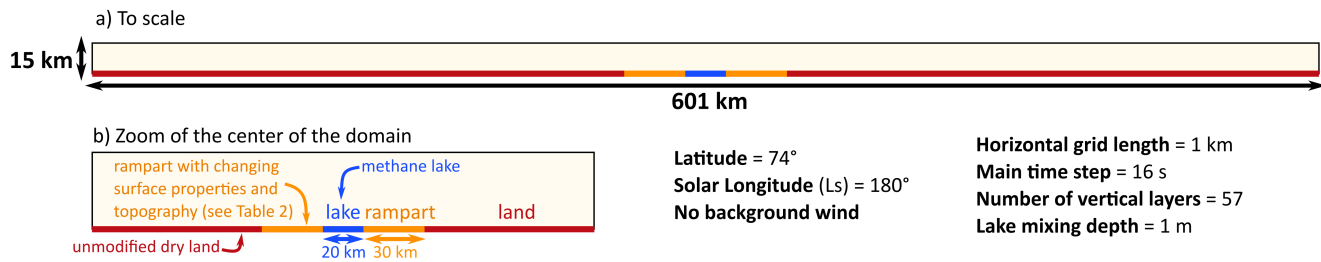 a) To scale
15 km
601 km
b) Zoom of the center of the domain
rampart with changing
surface properties and
topography (see Table 2)
methane lake
lake rampart land
unmodified dry land
20 km 30 km
Latitude = 74°
Solar Longitude (Ls) = 180°
No background wind
Horizontal grid length = 1 km
Main time step = 16 s
Number of vertical layers = 57
Lake mixing depth = 1 m